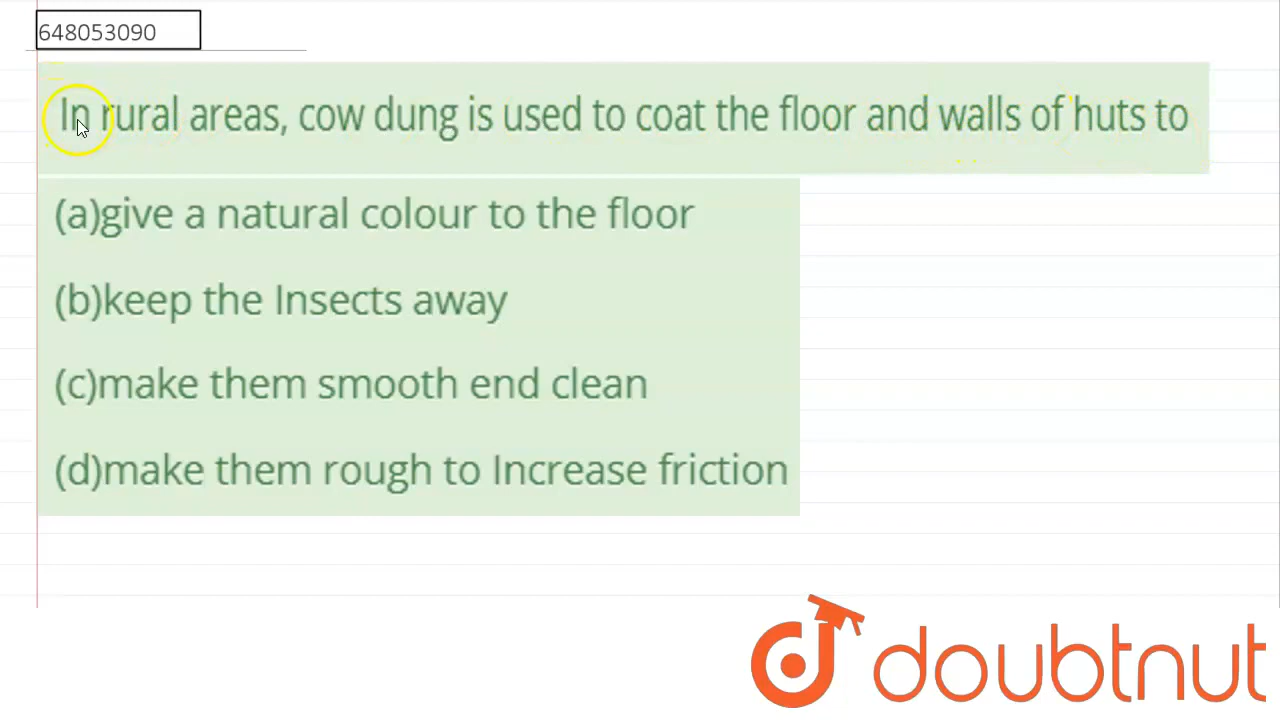 648053090
In rural areas, cow dung is used to coat the floor and walls of huts to
(a)give a natural colour to the floor
(b)keep the Insects away
(c)make them smooth end clean
(d)make them rough to Increase friction
doubtnut